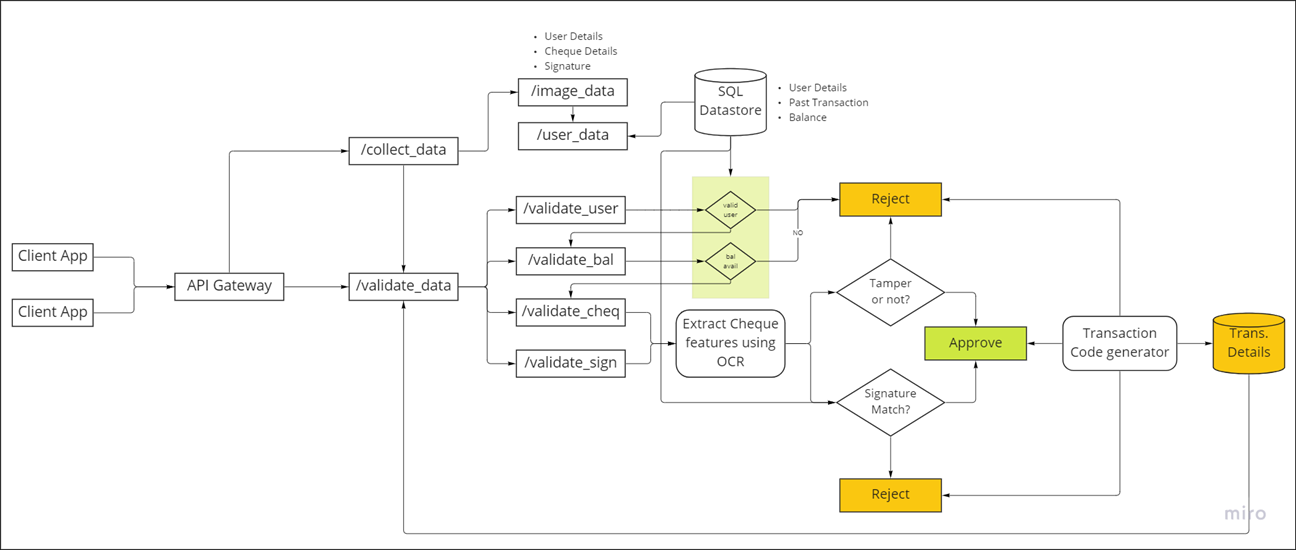 • User Details
• Cheque Details
• Signature
/image_data
/user_data
SQL
Datastore
• User Details
• Past Transaction
• Balance
/collect_data
/validate_user
valid
user
Reject
NO
Client App
Client App
API Gateway
/validate_data
/validate_bal
bal
avail
/validate_cheq
/validate_sign
Extract Cheque
features using
OCR
Tamper
or not?
Approve
Transaction
Code generator
Trans.
Details
Signature
Match?
Reject
miro